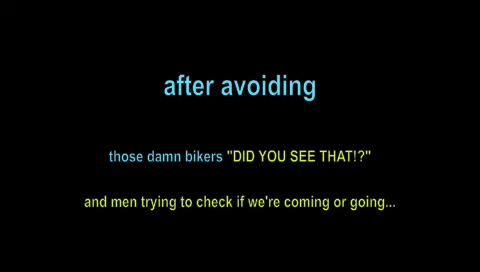 after avoiding
those damn bikers "DID YOU SEE THAT!?"
and men trying to check if we're coming or going...